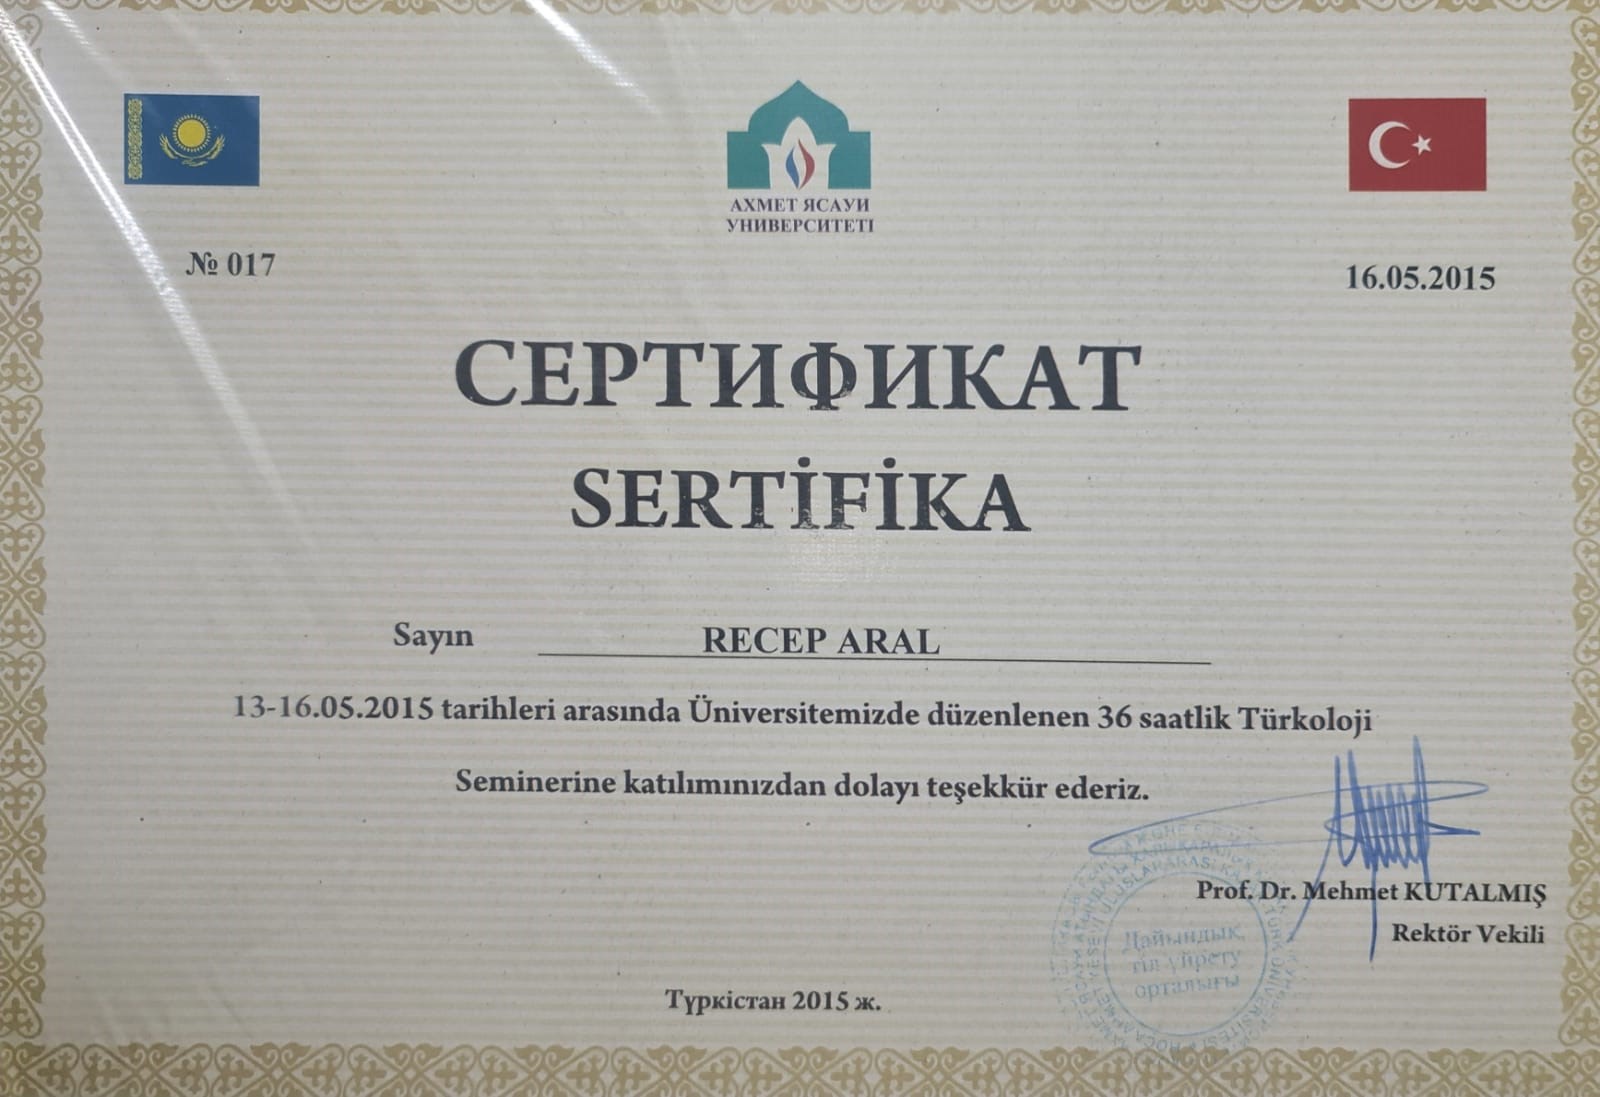 АХМЕТ ЯСАУИ
УНИВЕРСИТЕТІ
№ 017
16.05.2015
СЕРТИФИКАТ
SERTİFİKA
Sayın RECEP ARAL
13-16.05.2015 tarihleri arasında Üniversitemizde düzenlenen 36 saatlik Türkoloji
Seminerine katılımınızdan dolayı teşekkür ederiz.
Prof. Dr. Mehmet KUTALMIŞ
Rektör Vekili
Дайындық
тіл үйрету
орталығы
Түркістан 2015 ж.